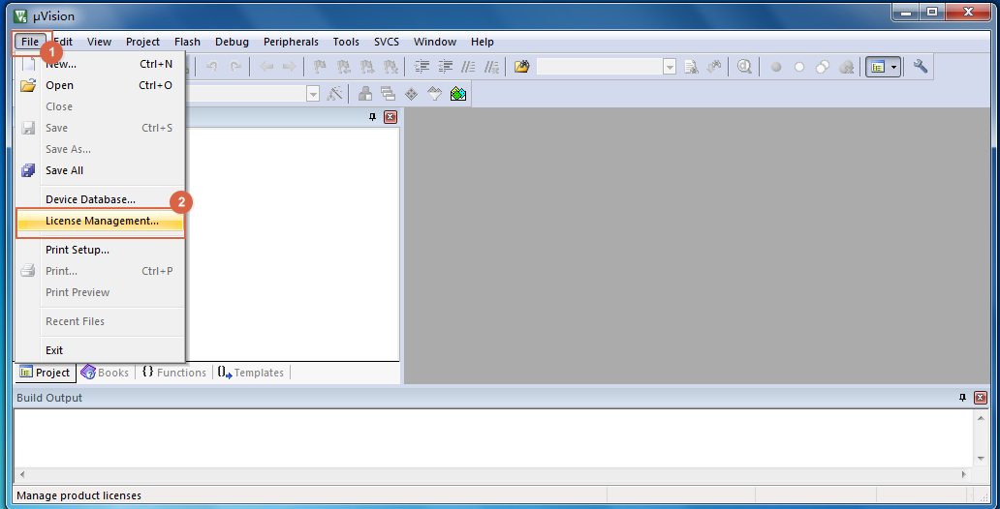 µVision
File Edit View Project Flash Debug Peripherals Tools SVCS Window Help
1
New... Ctrl+N
Open Ctrl+O
Close
Save Ctrl+S
Save As...
Save All
Device Database...
2
License Management...
Print Setup...
Print... Ctrl+P
Print Preview
Recent Files
Exit
Project Books {} Functions Templates
Build Output
Manage product licenses